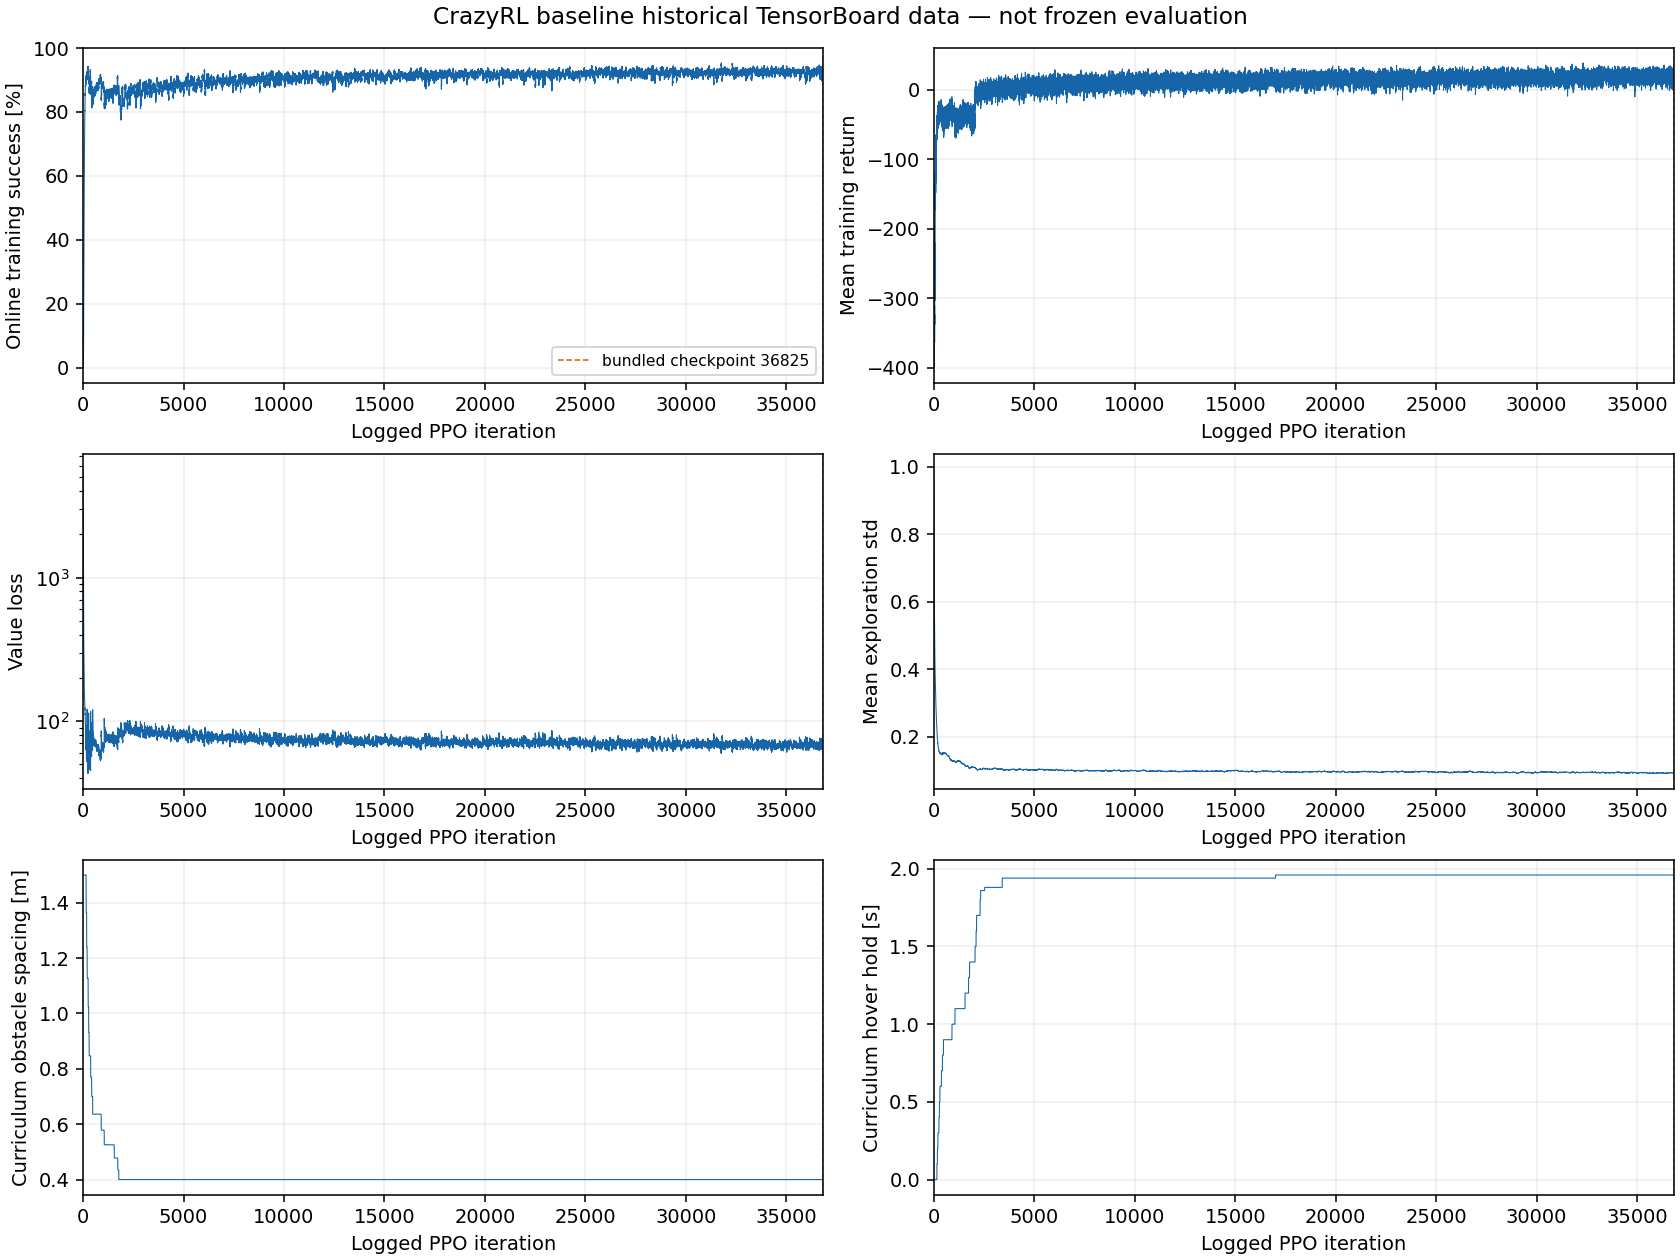 CrazyRL baseline historical TensorBoard data — not frozen evaluation
Online training success [%]
100
80
60
40
20
0
bundled checkpoint 36825
0 5000 10000 15000 20000 25000 30000 35000
Logged PPO iteration
Mean training return
0
−100
−200
−300
−400
0 5000 10000 15000 20000 25000 30000 35000
Logged PPO iteration
Value loss
10³
10²
0 5000 10000 15000 20000 25000 30000 35000
Logged PPO iteration
Mean exploration std
1.0
0.8
0.6
0.4
0.2
0 5000 10000 15000 20000 25000 30000 35000
Logged PPO iteration
Curriculum obstacle spacing [m]
1.4
1.2
1.0
0.8
0.6
0.4
0 5000 10000 15000 20000 25000 30000 35000
Logged PPO iteration
Curriculum hover hold [s]
2.0
1.5
1.0
0.5
0.0
0 5000 10000 15000 20000 25000 30000 35000
Logged PPO iteration